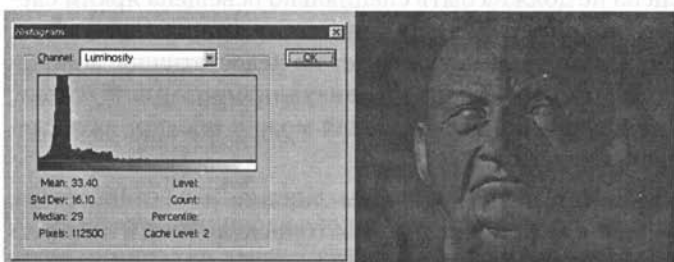 Histogram
Channel: Luminosity
OK
Mean: 33.40
Level:
Std Dev: 16.10
Count:
Median: 29
Percentile:
Pixels: 112500
Cache Level: 2